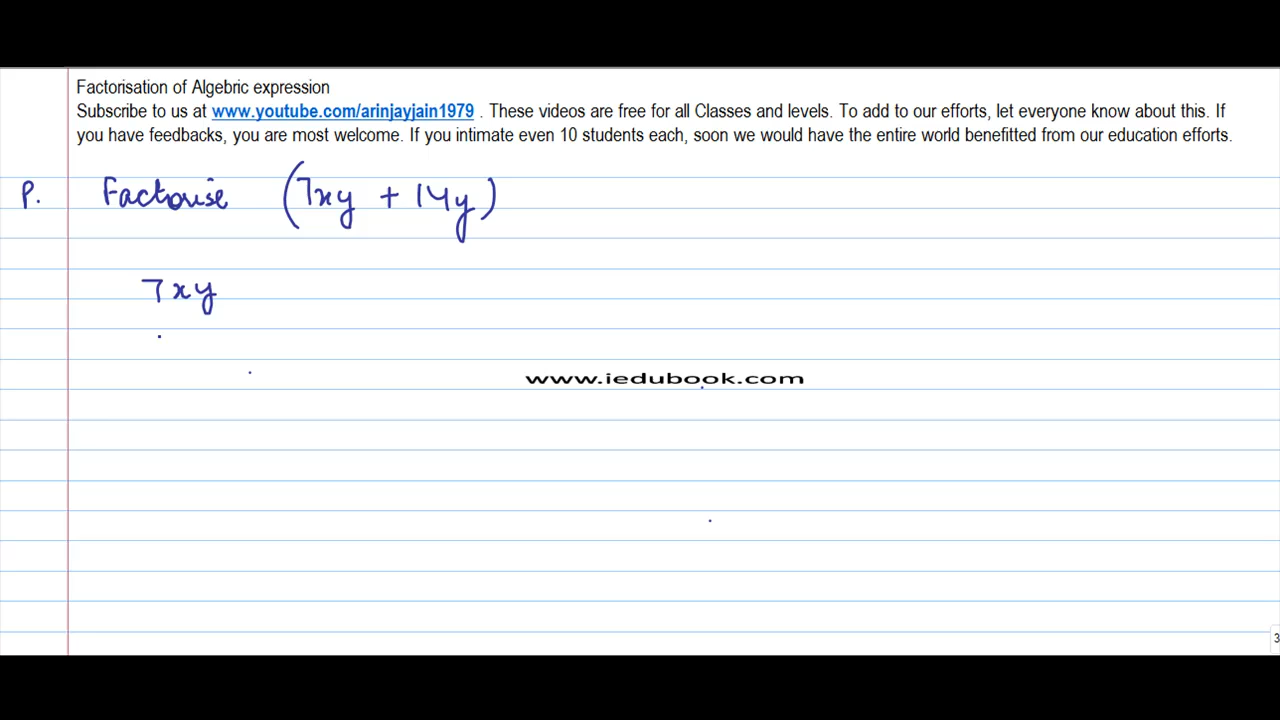 Factorisation of Algebric expression
Subscribe to us at www.youtube.com/arinjayjain1979 . These videos are free for all Classes and levels. To add to our efforts, let everyone know about this. If
you have feedbacks, you are most welcome. If you intimate even 10 students each, soon we would have the entire world benefitted from our education efforts.
P. Factorise (7xy + 14y)
7xy
www.iedubook.com
3